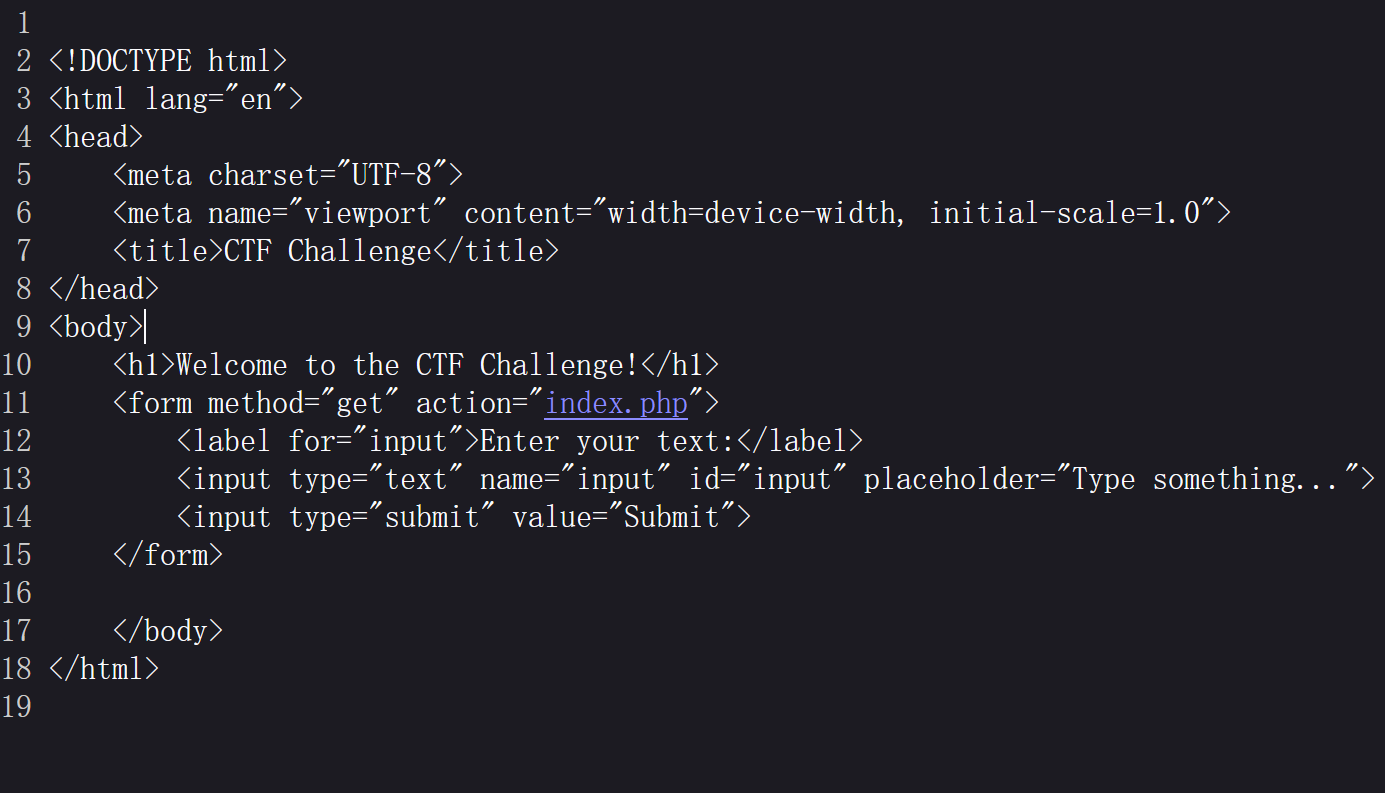 1
2 <!DOCTYPE html>
3 <html lang="en">
4 <head>
5     <meta charset="UTF-8">
6     <meta name="viewport" content="width=device-width, initial-scale=1.0">
7     <title>CTF Challenge</title>
8 </head>
9 <body>
10     <h1>Welcome to the CTF Challenge!</h1>
11     <form method="get" action="index.php">
12         <label for="input">Enter your text:</label>
13         <input type="text" name="input" id="input" placeholder="Type something...">
14         <input type="submit" value="Submit">
15     </form>
16
17     </body>
18 </html>
19